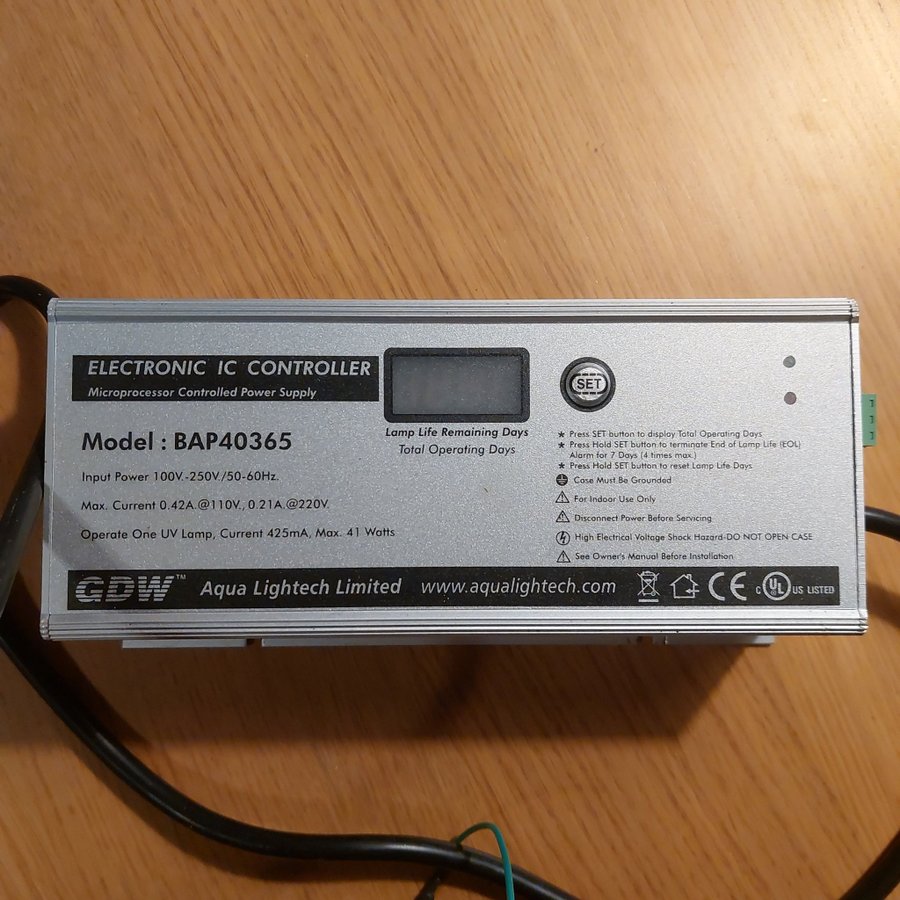 ELECTRONIC IC CONTROLLER
Microprocessor Controlled Power Supply
Model : BAP40365
Input Power 100V.-250V./50-60Hz.
Max. Current 0.42A.@110V., 0.21A.@220V.
Operate One UV Lamp, Current 425mA, Max. 41 Watts
Lamp Life Remaining Days
Total Operating Days
SET
★ Press SET button to display Total Operating Days
★ Press Hold SET button to terminate End of Lamp Life (EOL)
Alarm for 7 Days (4 times max.)
★ Press Hold SET button to reset Lamp Life Days
Case Must Be Grounded
For Indoor Use Only
Disconnect Power Before Servicing
High Electrical Voltage Shock Hazard-DO NOT OPEN CASE
See Owner's Manual Before Installation
GDW™ Aqua Lightech Limited www.aqualightech.com CE C UL US LISTED